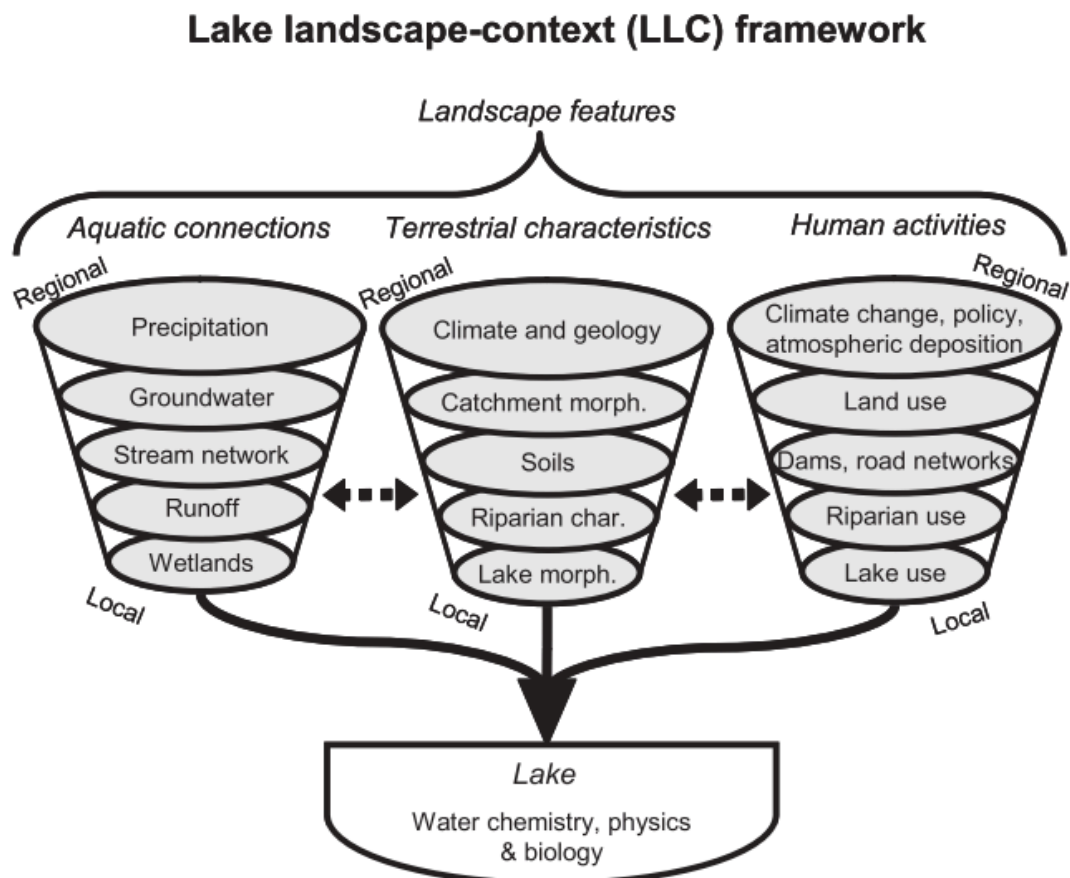 Lake landscape-context (LLC) framework
Landscape features
Aquatic connections
Terrestrial characteristics
Human activities
Regional
Precipitation
Groundwater
Stream network
Runoff
Wetlands
Local
Regional
Climate and geology
Catchment morph.
Soils
Riparian char.
Lake morph.
Local
Regional
Climate change, policy,
atmospheric deposition
Land use
Dams, road networks
Riparian use
Lake use
Local
Lake
Water chemistry, physics
& biology